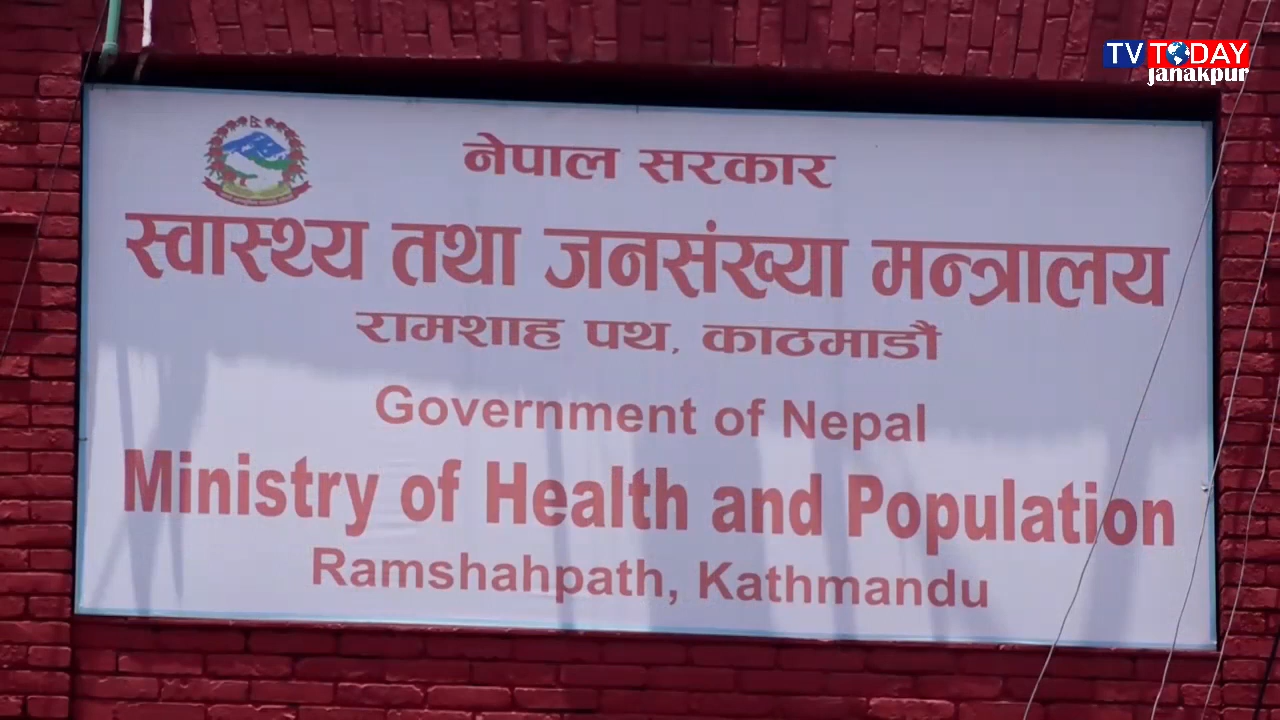 TV TODAY
Janakpur
नेपाल सरकार
स्वास्थ्य तथा जनसंख्या मन्त्रालय
रामशाह पथ, काठमाडौं
Government of Nepal
Ministry of Health and Population
Ramshahpath, Kathmandu